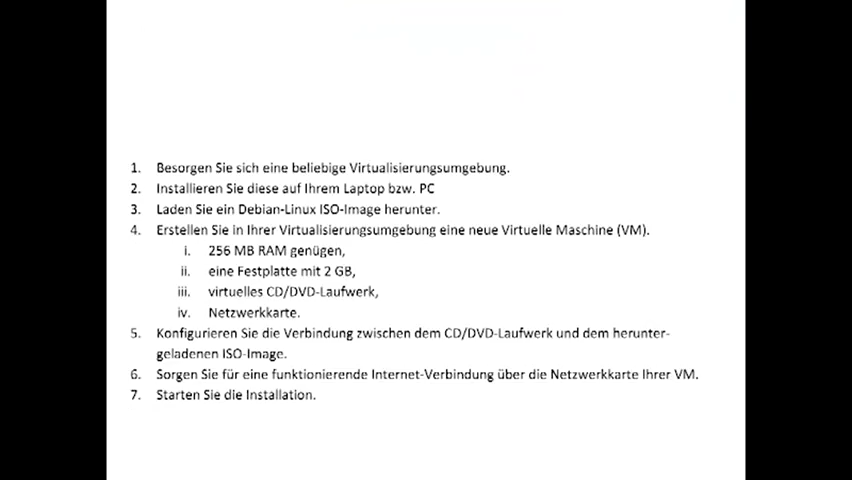 1. Besorgen Sie sich eine beliebige Virtualisierungsumgebung.
2. Installieren Sie diese auf Ihrem Laptop bzw. PC
3. Laden Sie ein Debian-Linux ISO-Image herunter.
4. Erstellen Sie in Ihrer Virtualisierungsumgebung eine neue Virtuelle Maschine (VM).
i. 256 MB RAM genügen,
ii. eine Festplatte mit 2 GB,
iii. virtuelles CD/DVD-Laufwerk,
iv. Netzwerkkarte.
5. Konfigurieren Sie die Verbindung zwischen dem CD/DVD-Laufwerk und dem herunter-
geladenen ISO-Image.
6. Sorgen Sie für eine funktionierende Internet-Verbindung über die Netzwerkkarte Ihrer VM.
7. Starten Sie die Installation.